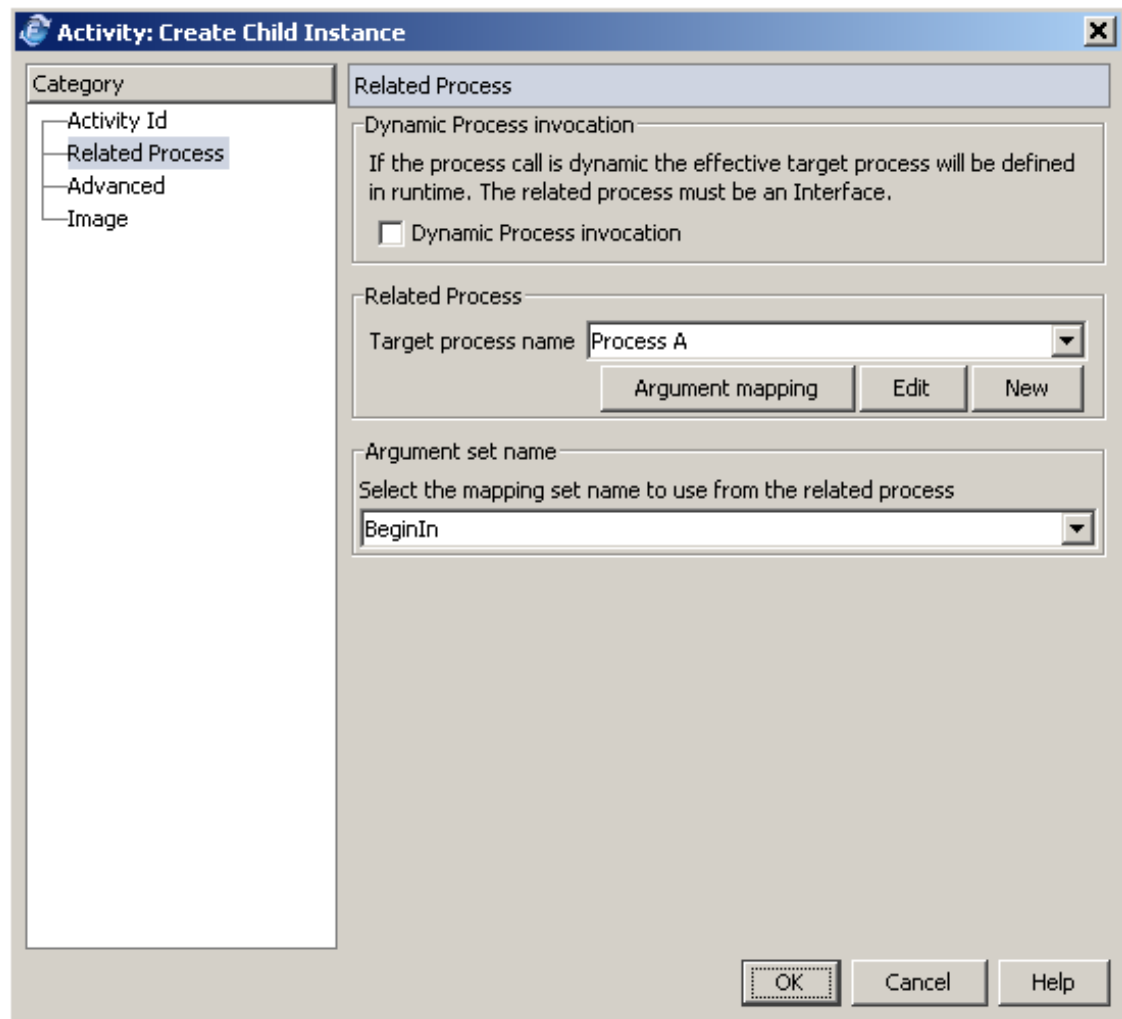 Activity: Create Child Instance
Category
Activity Id
Related Process
Advanced
Image
Related Process
Dynamic Process invocation
If the process call is dynamic the effective target process will be defined
in runtime. The related process must be an Interface.
Dynamic Process invocation
Related Process
Target process name Process A
Argument mapping Edit New
Argument set name
Select the mapping set name to use from the related process
BeginIn
OK Cancel Help